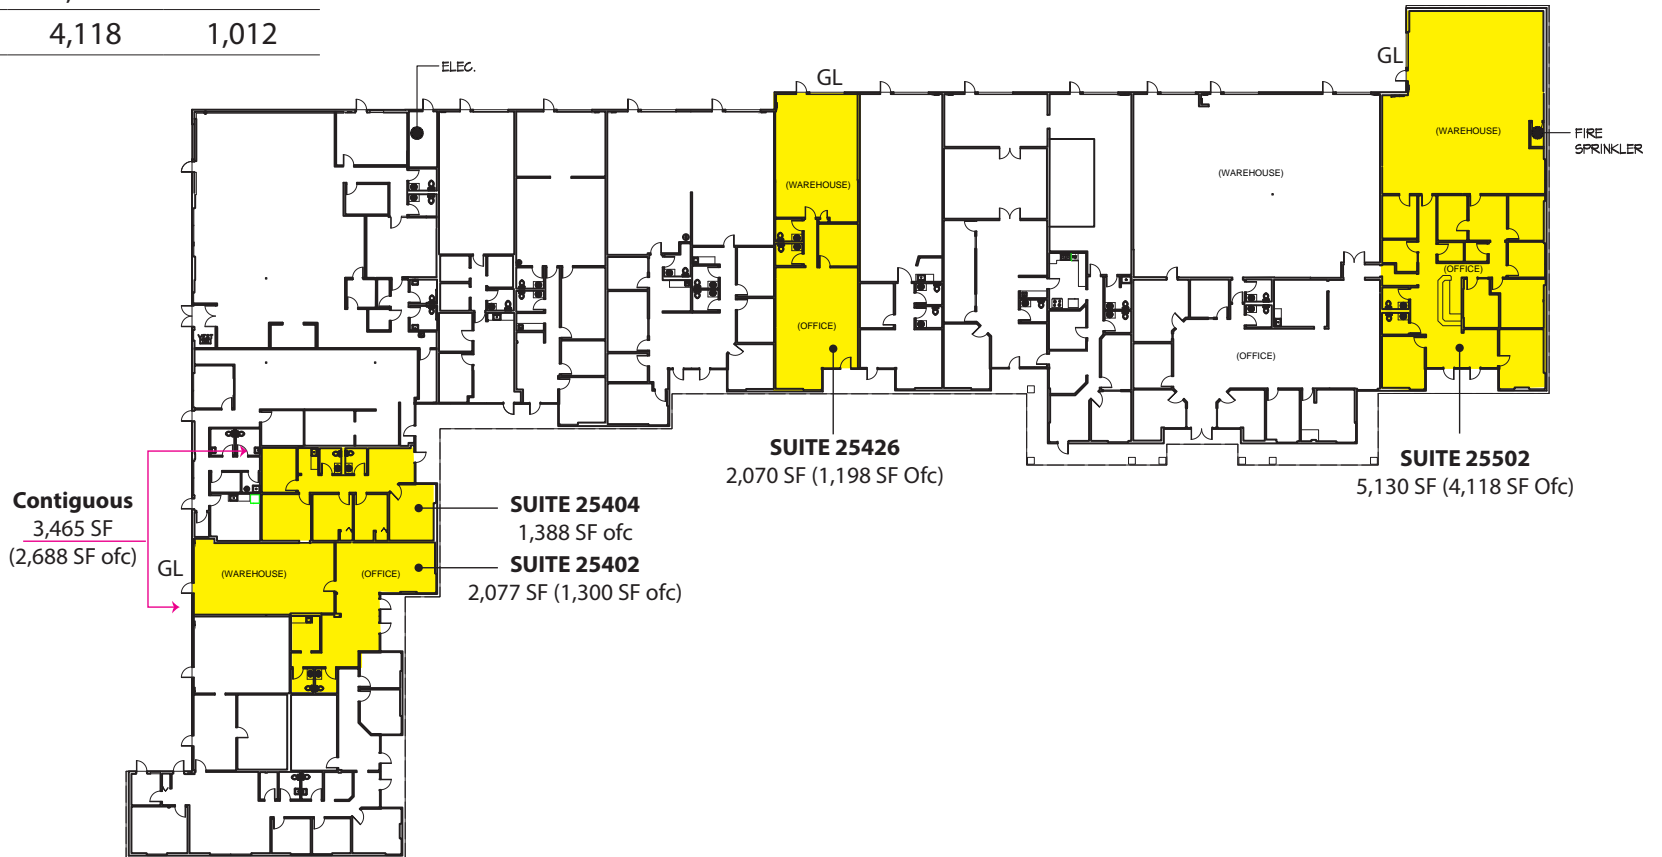 4,118 1,012
ELEC.
GL
GL
(WAREHOUSE)
FIRE
SPRINKLER
(WAREHOUSE)
(WAREHOUSE)
(OFFICE)
(OFFICE)
(OFFICE)
SUITE 25426
2,070 SF (1,198 SF Ofc)
SUITE 25502
5,130 SF (4,118 SF Ofc)
Contiguous
3,465 SF
(2,688 SF ofc)
SUITE 25404
1,388 SF ofc
SUITE 25402
2,077 SF (1,300 SF ofc)
GL
(WAREHOUSE)
(OFFICE)